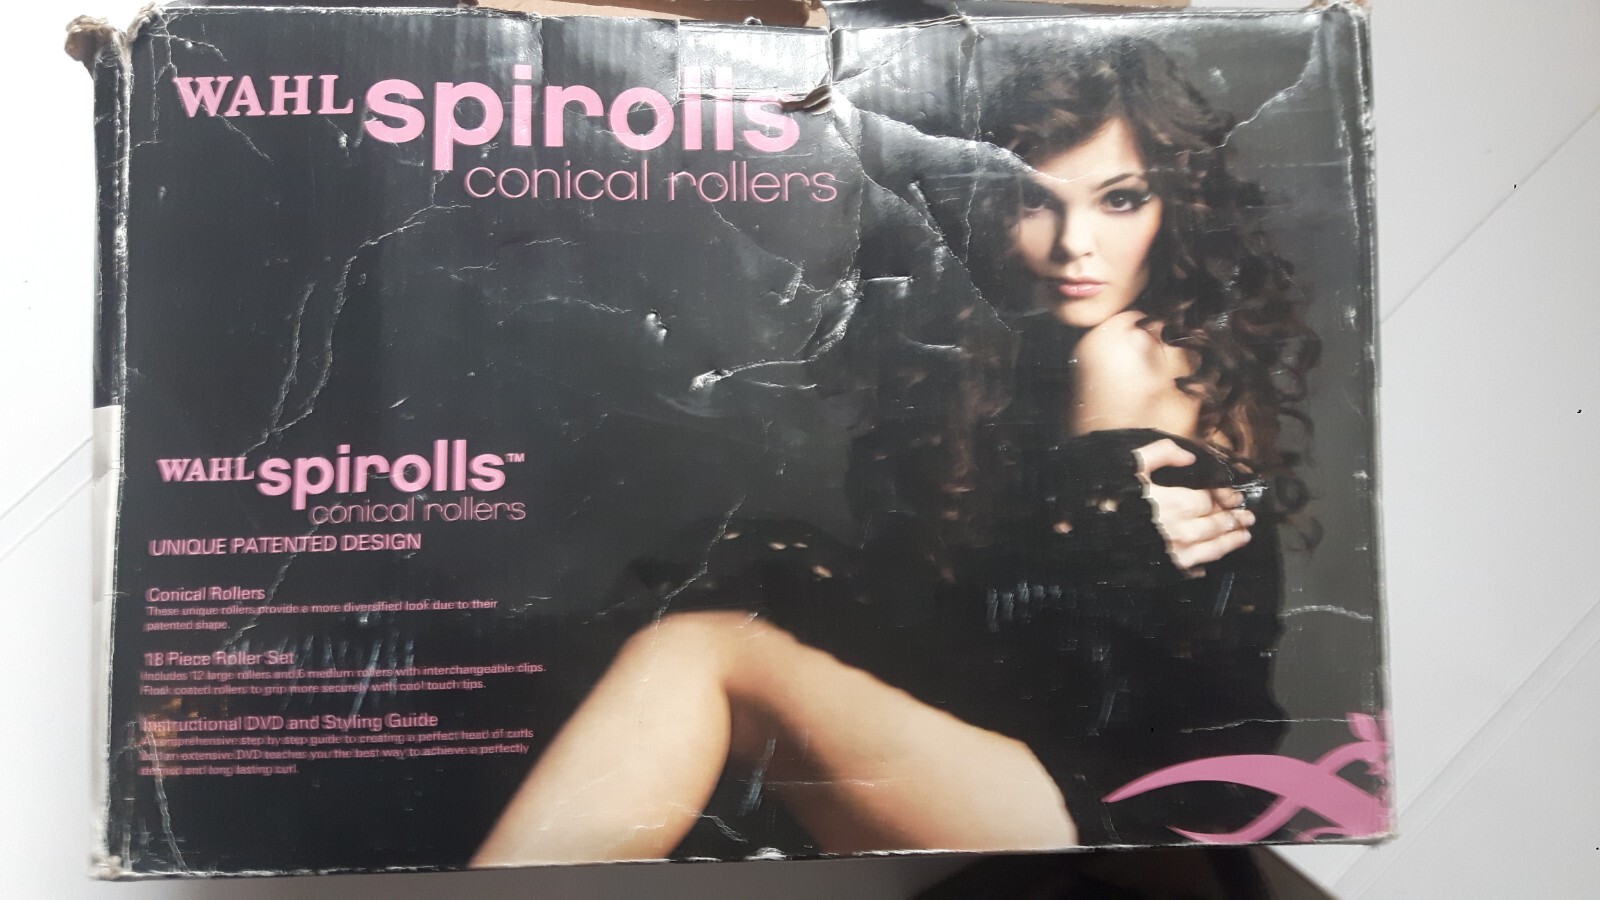 WAHL spirolls
conical rollers
WAHL spirolls™
conical rollers
UNIQUE PATENTED DESIGN
Conical Rollers
These unique rollers provide a more diversified look due to their
patented shape.
18 Piece Roller Set
Includes 12 large rollers and 6 medium rollers with interchangeable clips.
Flock coated rollers to grip more securely with cool touch tips.
Instructional DVD and Styling Guide
A comprehensive step by step guide to creating a perfect head of curls
and an extensive DVD teaches you the best way to achieve a perfectly
defined and long lasting curl.